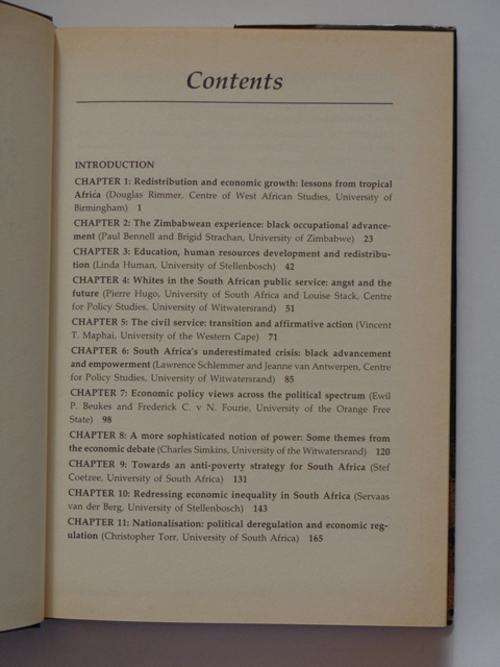 Contents
INTRODUCTION
CHAPTER 1: Redistribution and economic growth: lessons from tropical
Africa (Douglas Rimmer, Centre of West African Studies, University of
Birmingham) 1
CHAPTER 2: The Zimbabwean experience: black occupational advance-
ment (Paul Bennell and Brigid Strachan, University of Zimbabwe) 23
CHAPTER 3: Education, human resources development and redistribu-
tion (Linda Human, University of Stellenbosch) 42
CHAPTER 4: Whites in the South African public service: angst and the
future (Pierre Hugo, University of South Africa and Louise Stack, Centre
for Policy Studies, University of Witwatersrand) 51
CHAPTER 5: The civil service: transition and affirmative action (Vincent
T. Maphai, University of the Western Cape) 71
CHAPTER 6: South Africa's underestimated crisis: black advancement
and empowerment (Lawrence Schlemmer and Jeanne van Antwerpen, Centre
for Policy Studies, University of Witwatersrand) 85
CHAPTER 7: Economic policy views across the political spectrum (Ewil
P. Beukes and Frederick C. v N. Fourie, University of the Orange Free
State) 98
CHAPTER 8: A more sophisticated notion of power: Some themes from
the economic debate (Charles Simkins, University of the Witwatersrand) 120
CHAPTER 9: Towards an anti-poverty strategy for South Africa (Stef
Coetzee, University of South Africa) 131
CHAPTER 10: Redressing economic inequality in South Africa (Servaas
van der Berg, University of Stellenbosch) 143
CHAPTER 11: Nationalisation: political deregulation and economic reg-
ulation (Christopher Torr, University of South Africa) 165